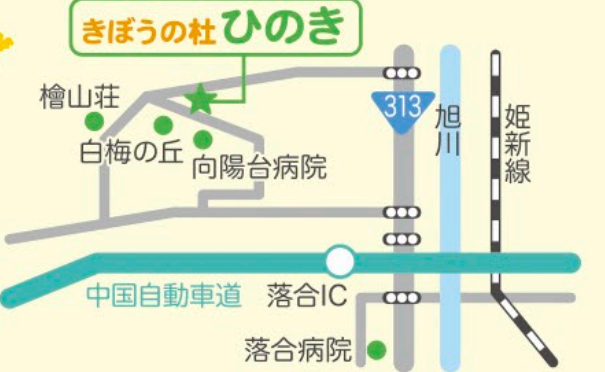 きぼうの杜 ひのき
檜山荘
白梅の丘
向陽台病院
313
旭川
姫新線
中国自動車道
落合IC
落合病院